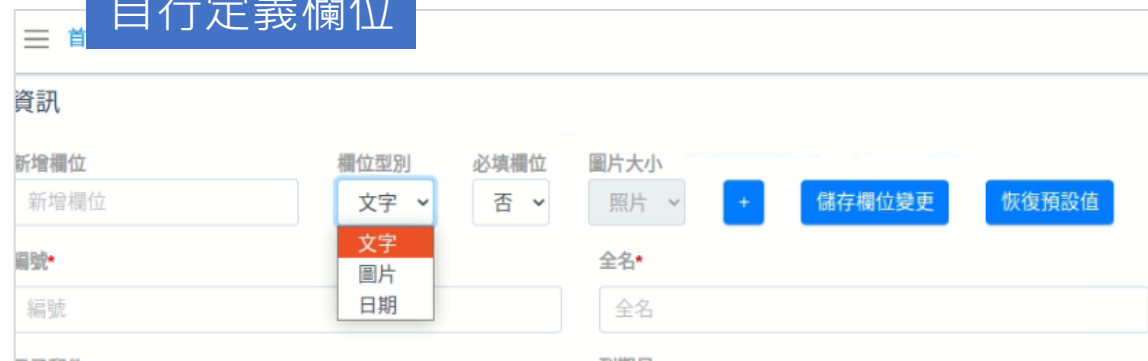 自行定義欄位
首
資訊
新增欄位 欄位型別 必填欄位 圖片大小
新增欄位 文字 否 照片 + 儲存欄位變更 恢復預設值
文字
圖片
日期
編號* 全名*
編號 全名